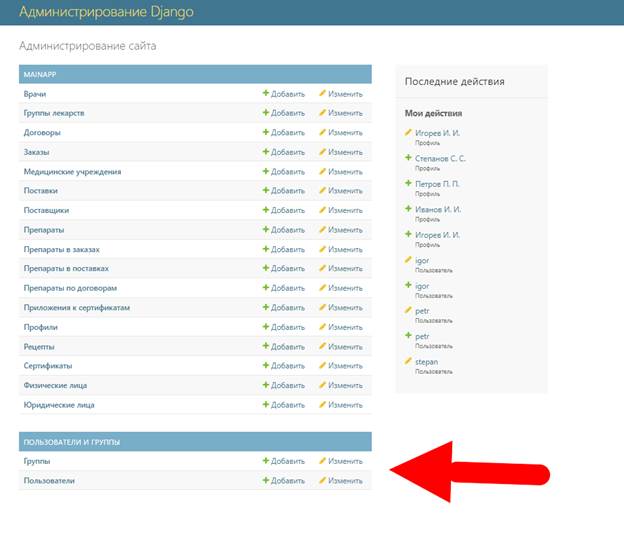 Администрирование Django
Администрирование сайта
MAINAPP
Врачи Добавить Изменить
Группы лекарств Добавить Изменить
Договоры Добавить Изменить
Заказы Добавить Изменить
Медицинские учреждения Добавить Изменить
Поставки Добавить Изменить
Поставщики Добавить Изменить
Препараты Добавить Изменить
Препараты в заказах Добавить Изменить
Препараты в поставках Добавить Изменить
Препараты по договорам Добавить Изменить
Приложения к сертификатам Добавить Изменить
Профили Добавить Изменить
Рецепты Добавить Изменить
Сертификаты Добавить Изменить
Физические лица Добавить Изменить
Юридические лица Добавить Изменить
ПОЛЬЗОВАТЕЛИ И ГРУППЫ
Группы Добавить Изменить
Пользователи Добавить Изменить
Последние действия
Мои действия
Игорев И. И.
Профиль
Степанов С. С.
Профиль
Петров П. П.
Профиль
Иванов И. И.
Профиль
Игорев И. И.
Профиль
igor
Пользователь
igor
Пользователь
petr
Пользователь
petr
Пользователь
stepan
Пользователь